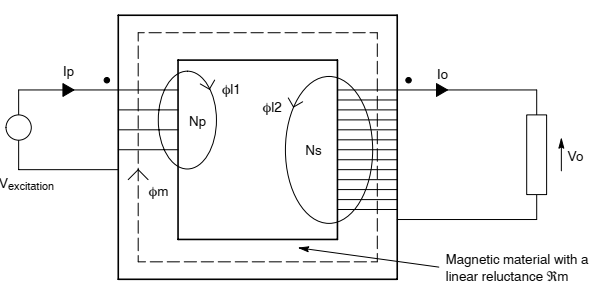 Ip
Io
ϕl1
ϕl2
Np
Ns
Vo
Vexcitation
ϕm
Magnetic material with a
linear reluctance ℜm